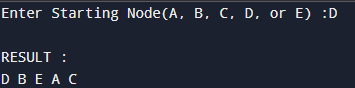 Enter Starting Node(A, B, C, D, or E) :D
RESULT :
D B E A C